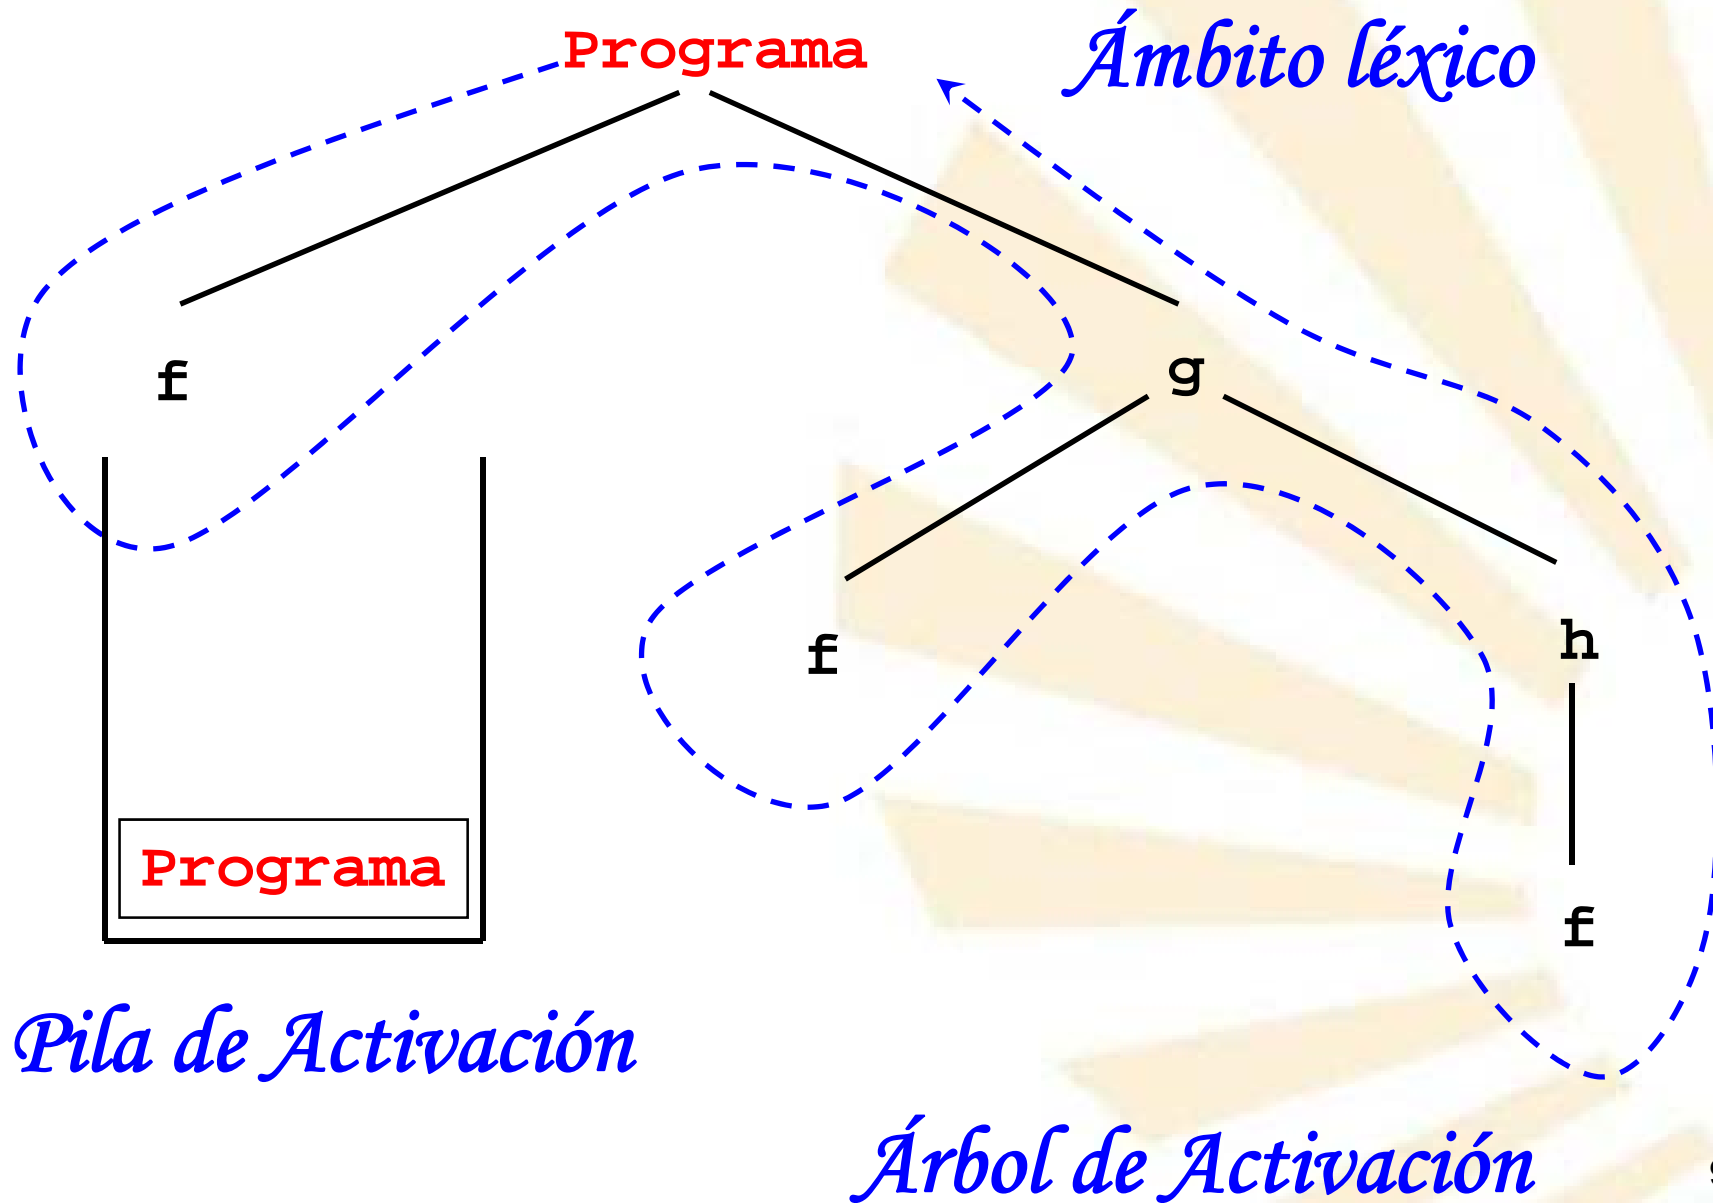 Programa
Ámbito léxico
f
g
f
h
Programa
f
Pila de Activación
Árbol de Activación